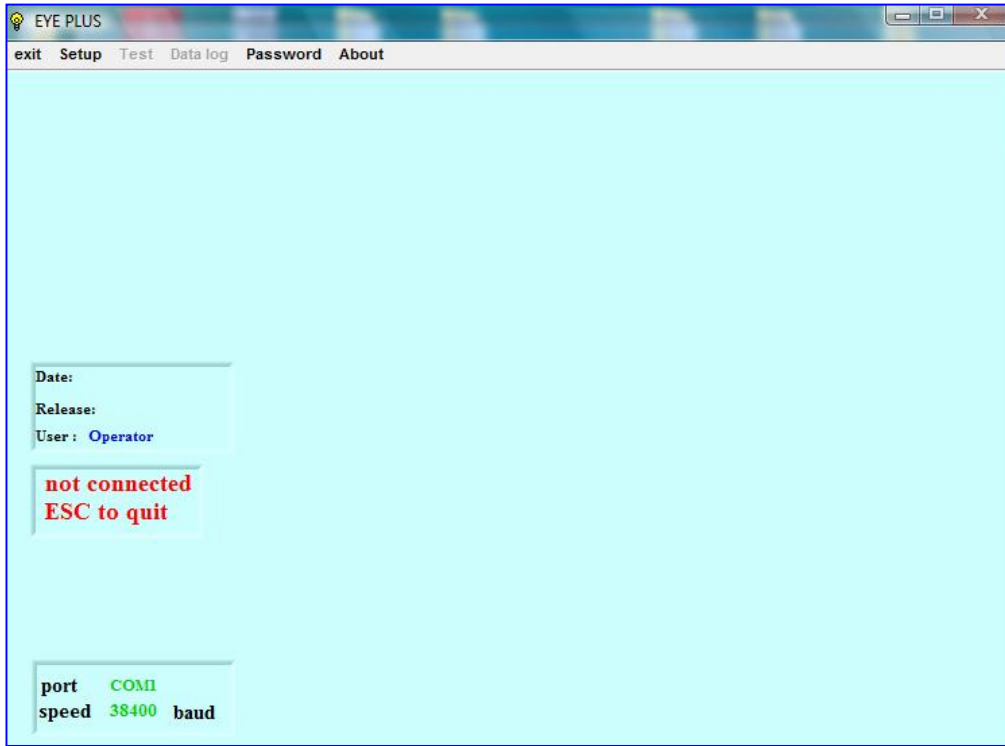 EYE PLUS
exit Setup Test Data log Password About
Date:
Release:
User : Operator
not connected
ESC to quit
port COM1
speed 38400 baud